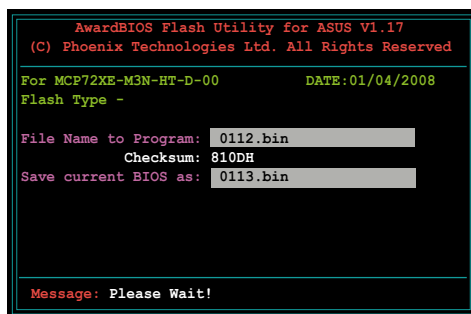 AwardBIOS Flash Utility for ASUS V1.17
(C) Phoenix Technologies Ltd. All Rights Reserved
For MCP72XE-M3N-HT-D-00 DATE:01/04/2008
Flash Type -
File Name to Program: 0112.bin
Checksum: 810DH
Save current BIOS as: 0113.bin
Message: Please Wait!